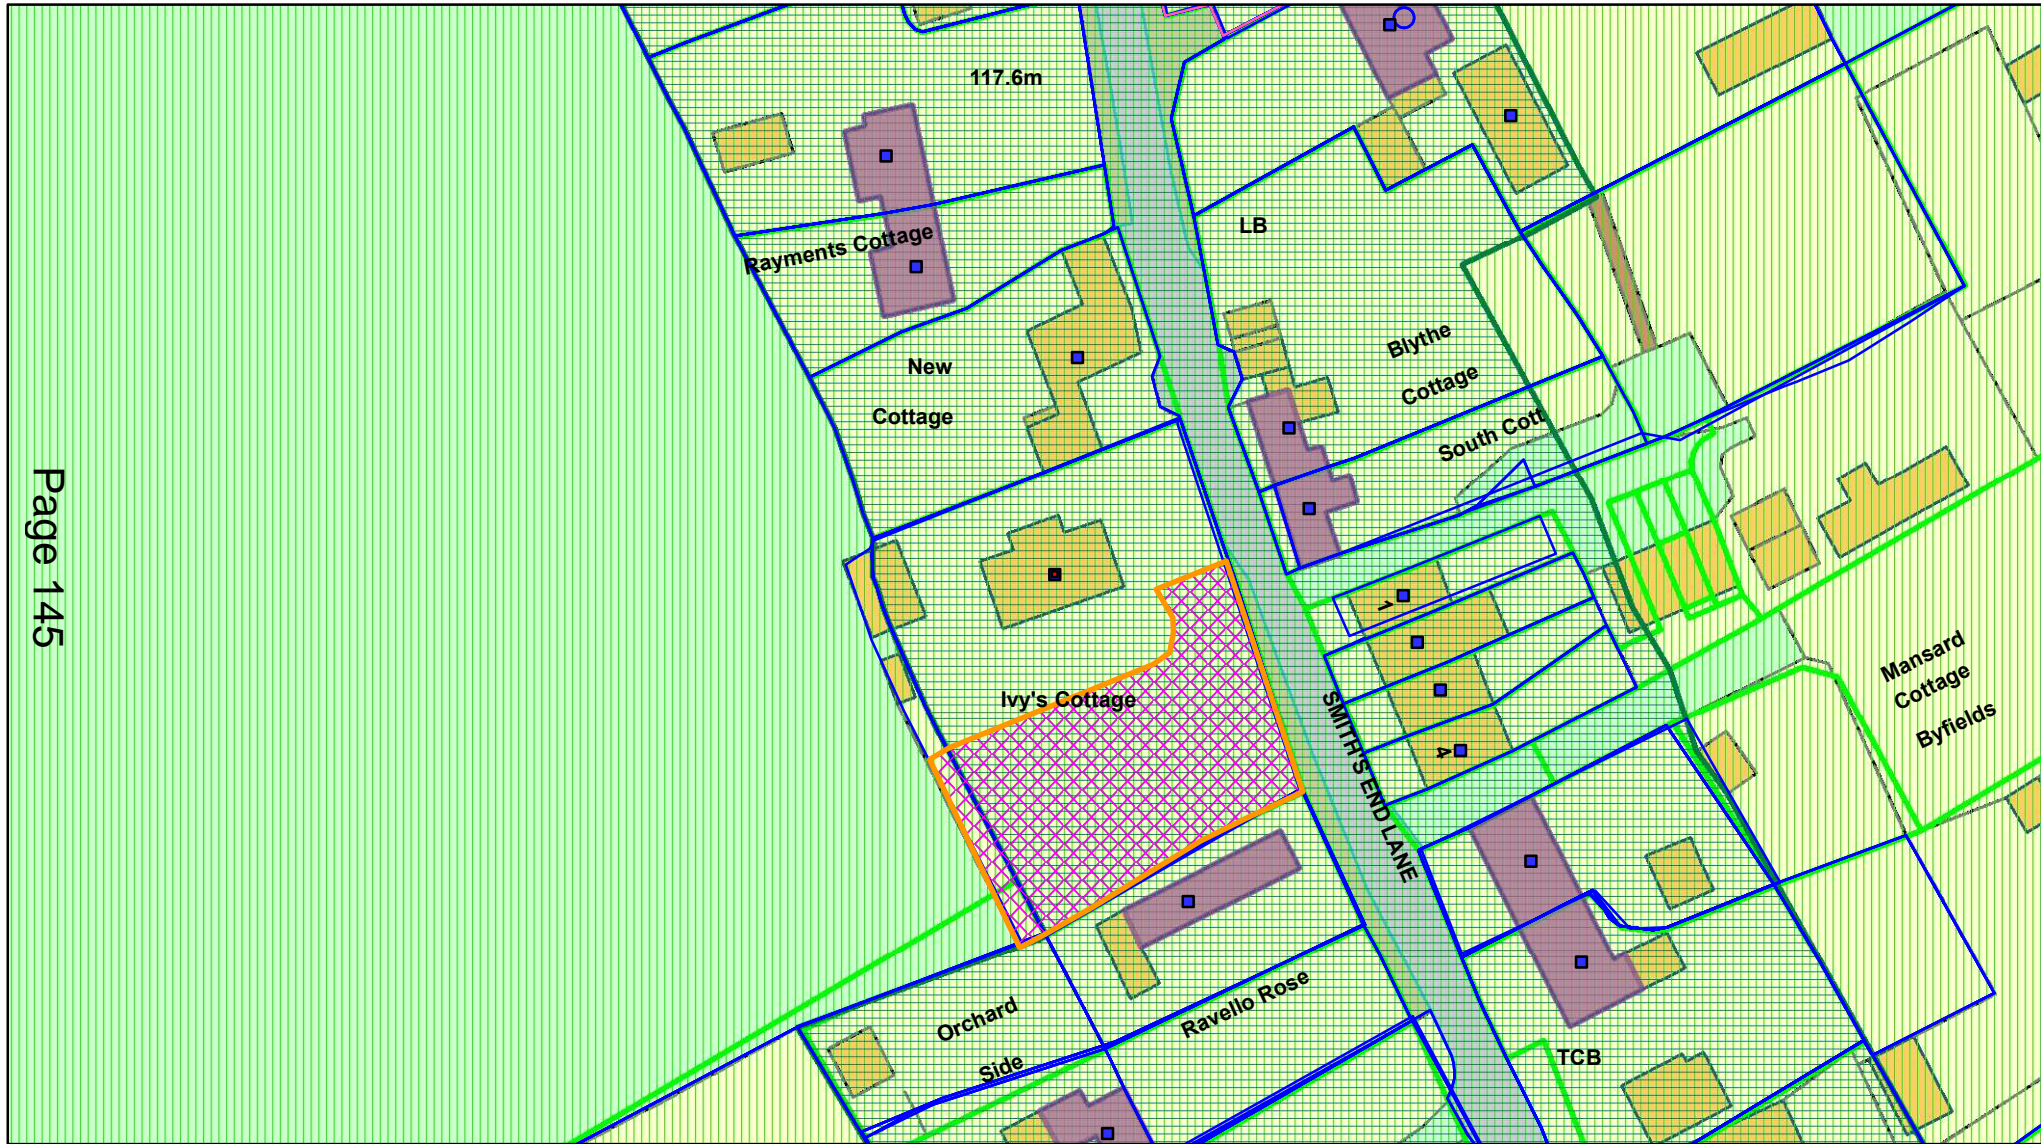 117.6m
LB
Rayments Cottage
New
Cottage
Blythe
Cottage
South Cott
Page 145
1
Ivy's Cottage
SMITH'S END LANE
4
Mansard
Cottage
Byfields
Orchard
Side
Ravello Rose
TCB